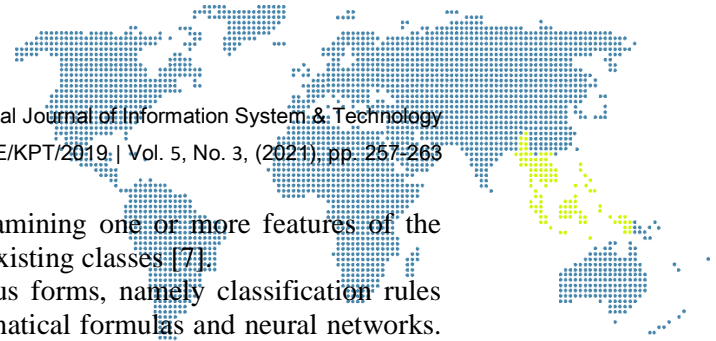 al Journal of Information System & Technology
E/KPT/2019 | Vol. 5, No. 3, (2021), pp. 257-263
amining one or more features of the
xisting classes [7].
us forms, namely classification rules
natical formulas and neural networks.